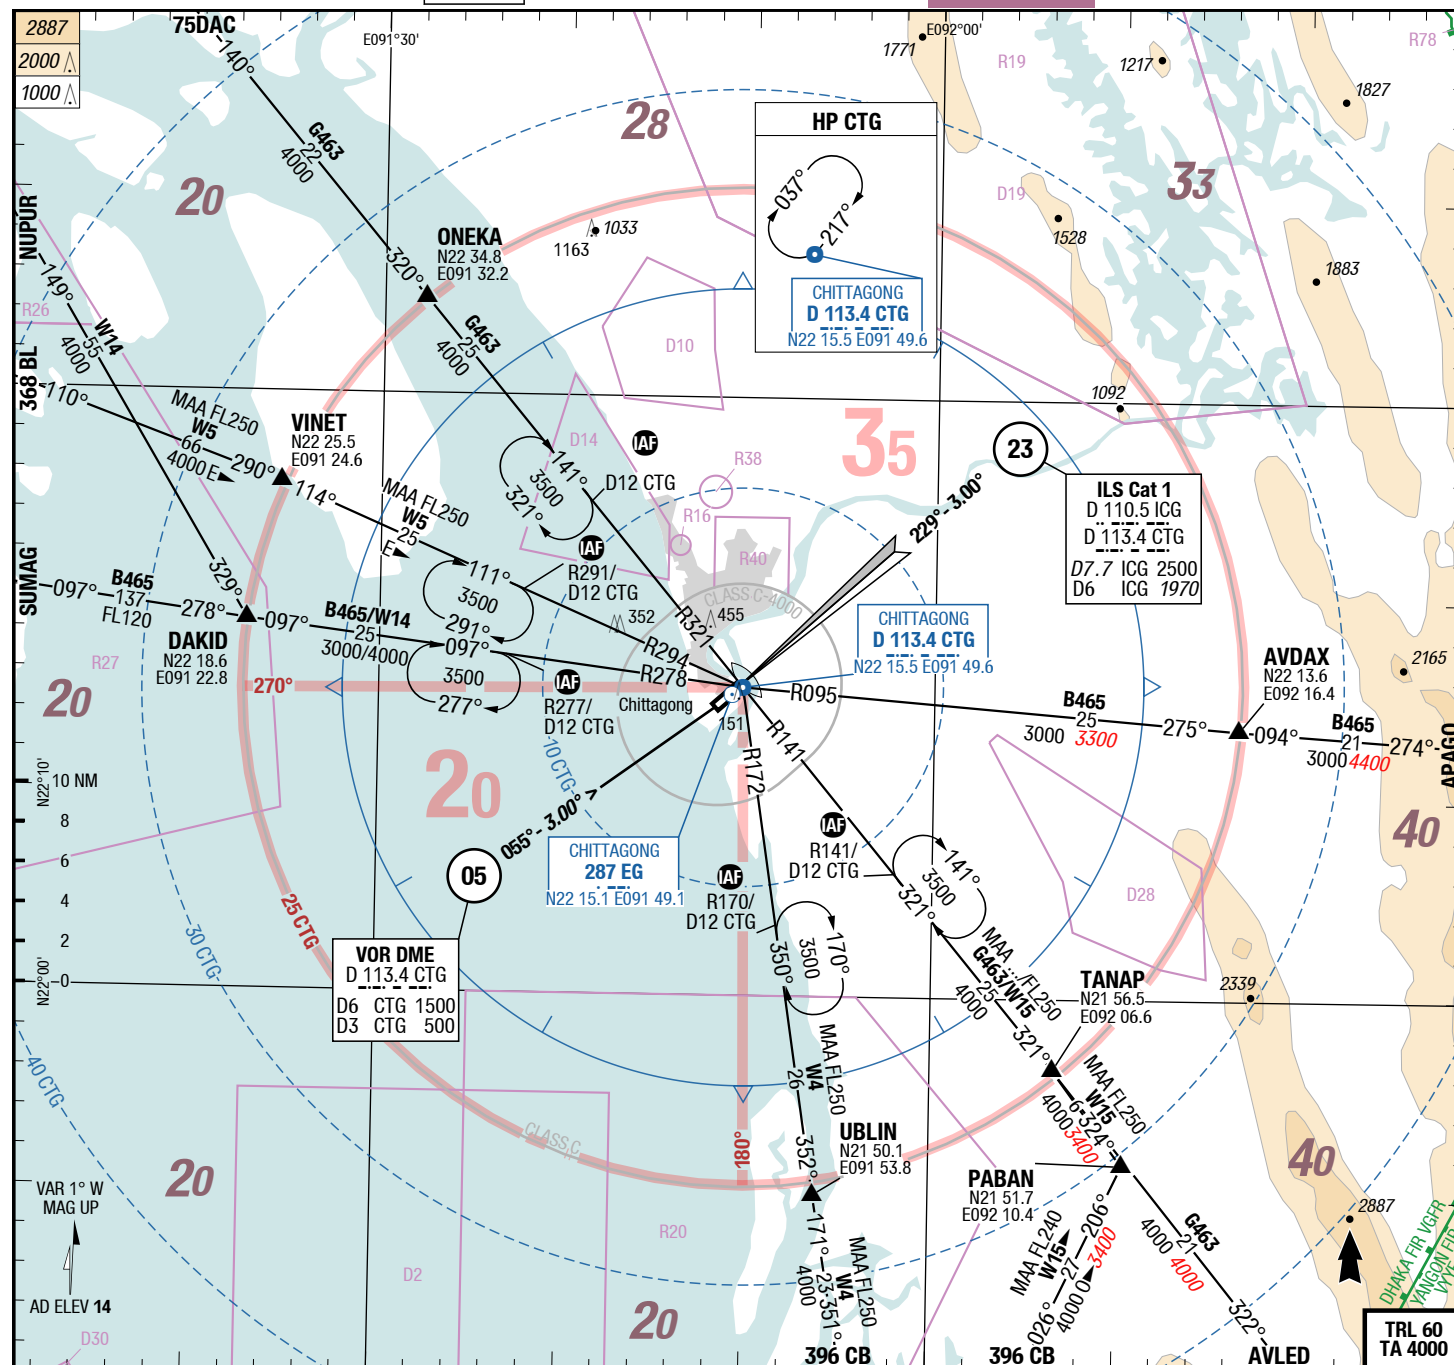 2887
2000
1000
75DAC
E091°30'
E092°00'
1771
R19
1217
R78
1827
140°
G463
22
4000
28
20
HP CTG
037°
217°
CHITTAGONG
D 113.4 CTG
N22 15.5 E091 49.6
33
D19
1528
1883
NUPUR
149°
R26
W14
55
4000
ONEKA
N22 34.8
E091 32.2
320°
1033
1163
G463
25
4000
D10
368 BL
110°
MAA FL250
W5
66
4000 E
290°
VINET
N22 25.5
E091 24.6
114°
MAA FL250
W5
25
E
D14
IAF
D12 CTG
141°
3500
321°
R38
R16
R40
35
1092
23
229°- 3.00°
ILS Cat 1
D 110.5 ICG
D 113.4 CTG
D7.7 ICG 2500
D6 ICG 1970
SUMAG
097°
B465
137
FL120
278°
329°
DAKID
N22 18.6
E091 22.8
097°
B465/W14
25
3000/4000
111°
3500
291°
IAF
R291/
D12 CTG
352
455
CLASS C-4000
R321
R294
R278
097°
3500
277°
IAF
R277/
D12 CTG
Chittagong
151
CHITTAGONG
D 113.4 CTG
N22 15.5 E091 49.6
R095
R141
R172
B465
25
3000 3300
275°
AVDAX
N22 13.6
E092 16.4
094°
B465
21
3000 4400
274°
APAGO
2165
R27
20
270°
20
N22°10'
10 NM
8
6
4
2
0
N22°00'
10 CTG
055°- 3.00°
05
CHITTAGONG
287 EG
N22 15.1 E091 49.1
IAF
R141/
D12 CTG
IAF
R170/
D12 CTG
141°
3500
321°
D28
40
25 CTG
30 CTG
40 CTG
VOR DME
D 113.4 CTG
D6 CTG 1500
D3 CTG 500
350°
170°
3500
MAA .../FL250
G463/W15
25
4000
321°
TANAP
N21 56.5
E092 06.6
2339
MAA FL250
W4
26
352°
UBLIN
N21 50.1
E091 53.8
MAA FL250
W15
6
324°
4000
3400
CLASS C
180°
20
VAR 1° W
MAG UP
AD ELEV 14
D30
D2
R20
20
171°
MAA FL250
W4
23
4000
351°
396 CB
PABAN
N21 51.7
E092 10.4
206°
MAA FL240
W15
27
4000 O
3400
026°
396 CB
G463
21
4000
4000
322°
AVLED
40
2887
DHAKA FIR VGFR
YANGON FIR
TRL 60
TA 4000